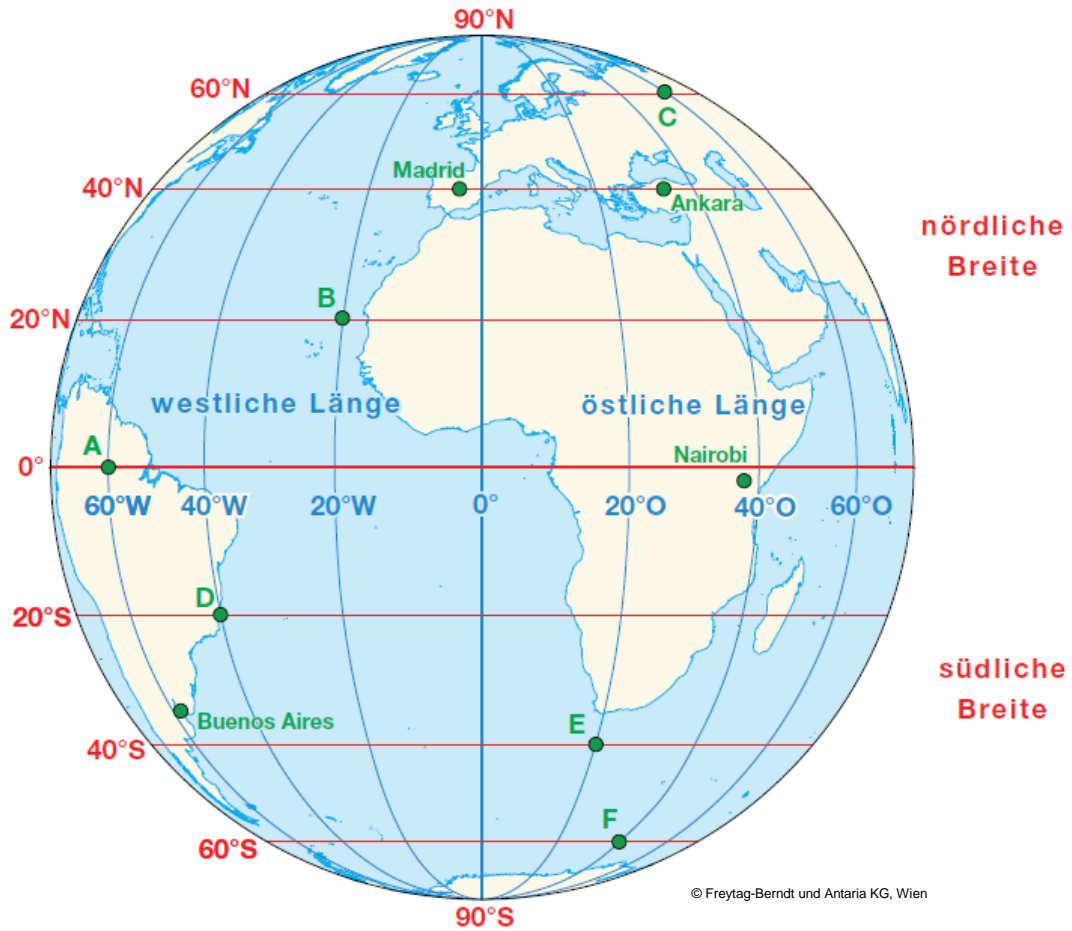 90°N
60°N
C
Madrid
40°N
Ankara
nördliche
Breite
B
20°N
westliche Länge
östliche Länge
A
Nairobi
0°
60°W
40°W
20°W
0°
20°O
40°O
60°O
D
20°S
südliche
Breite
Buenos Aires
E
40°S
F
60°S
© Freytag-Berndt und Antaria KG, Wien
90°S